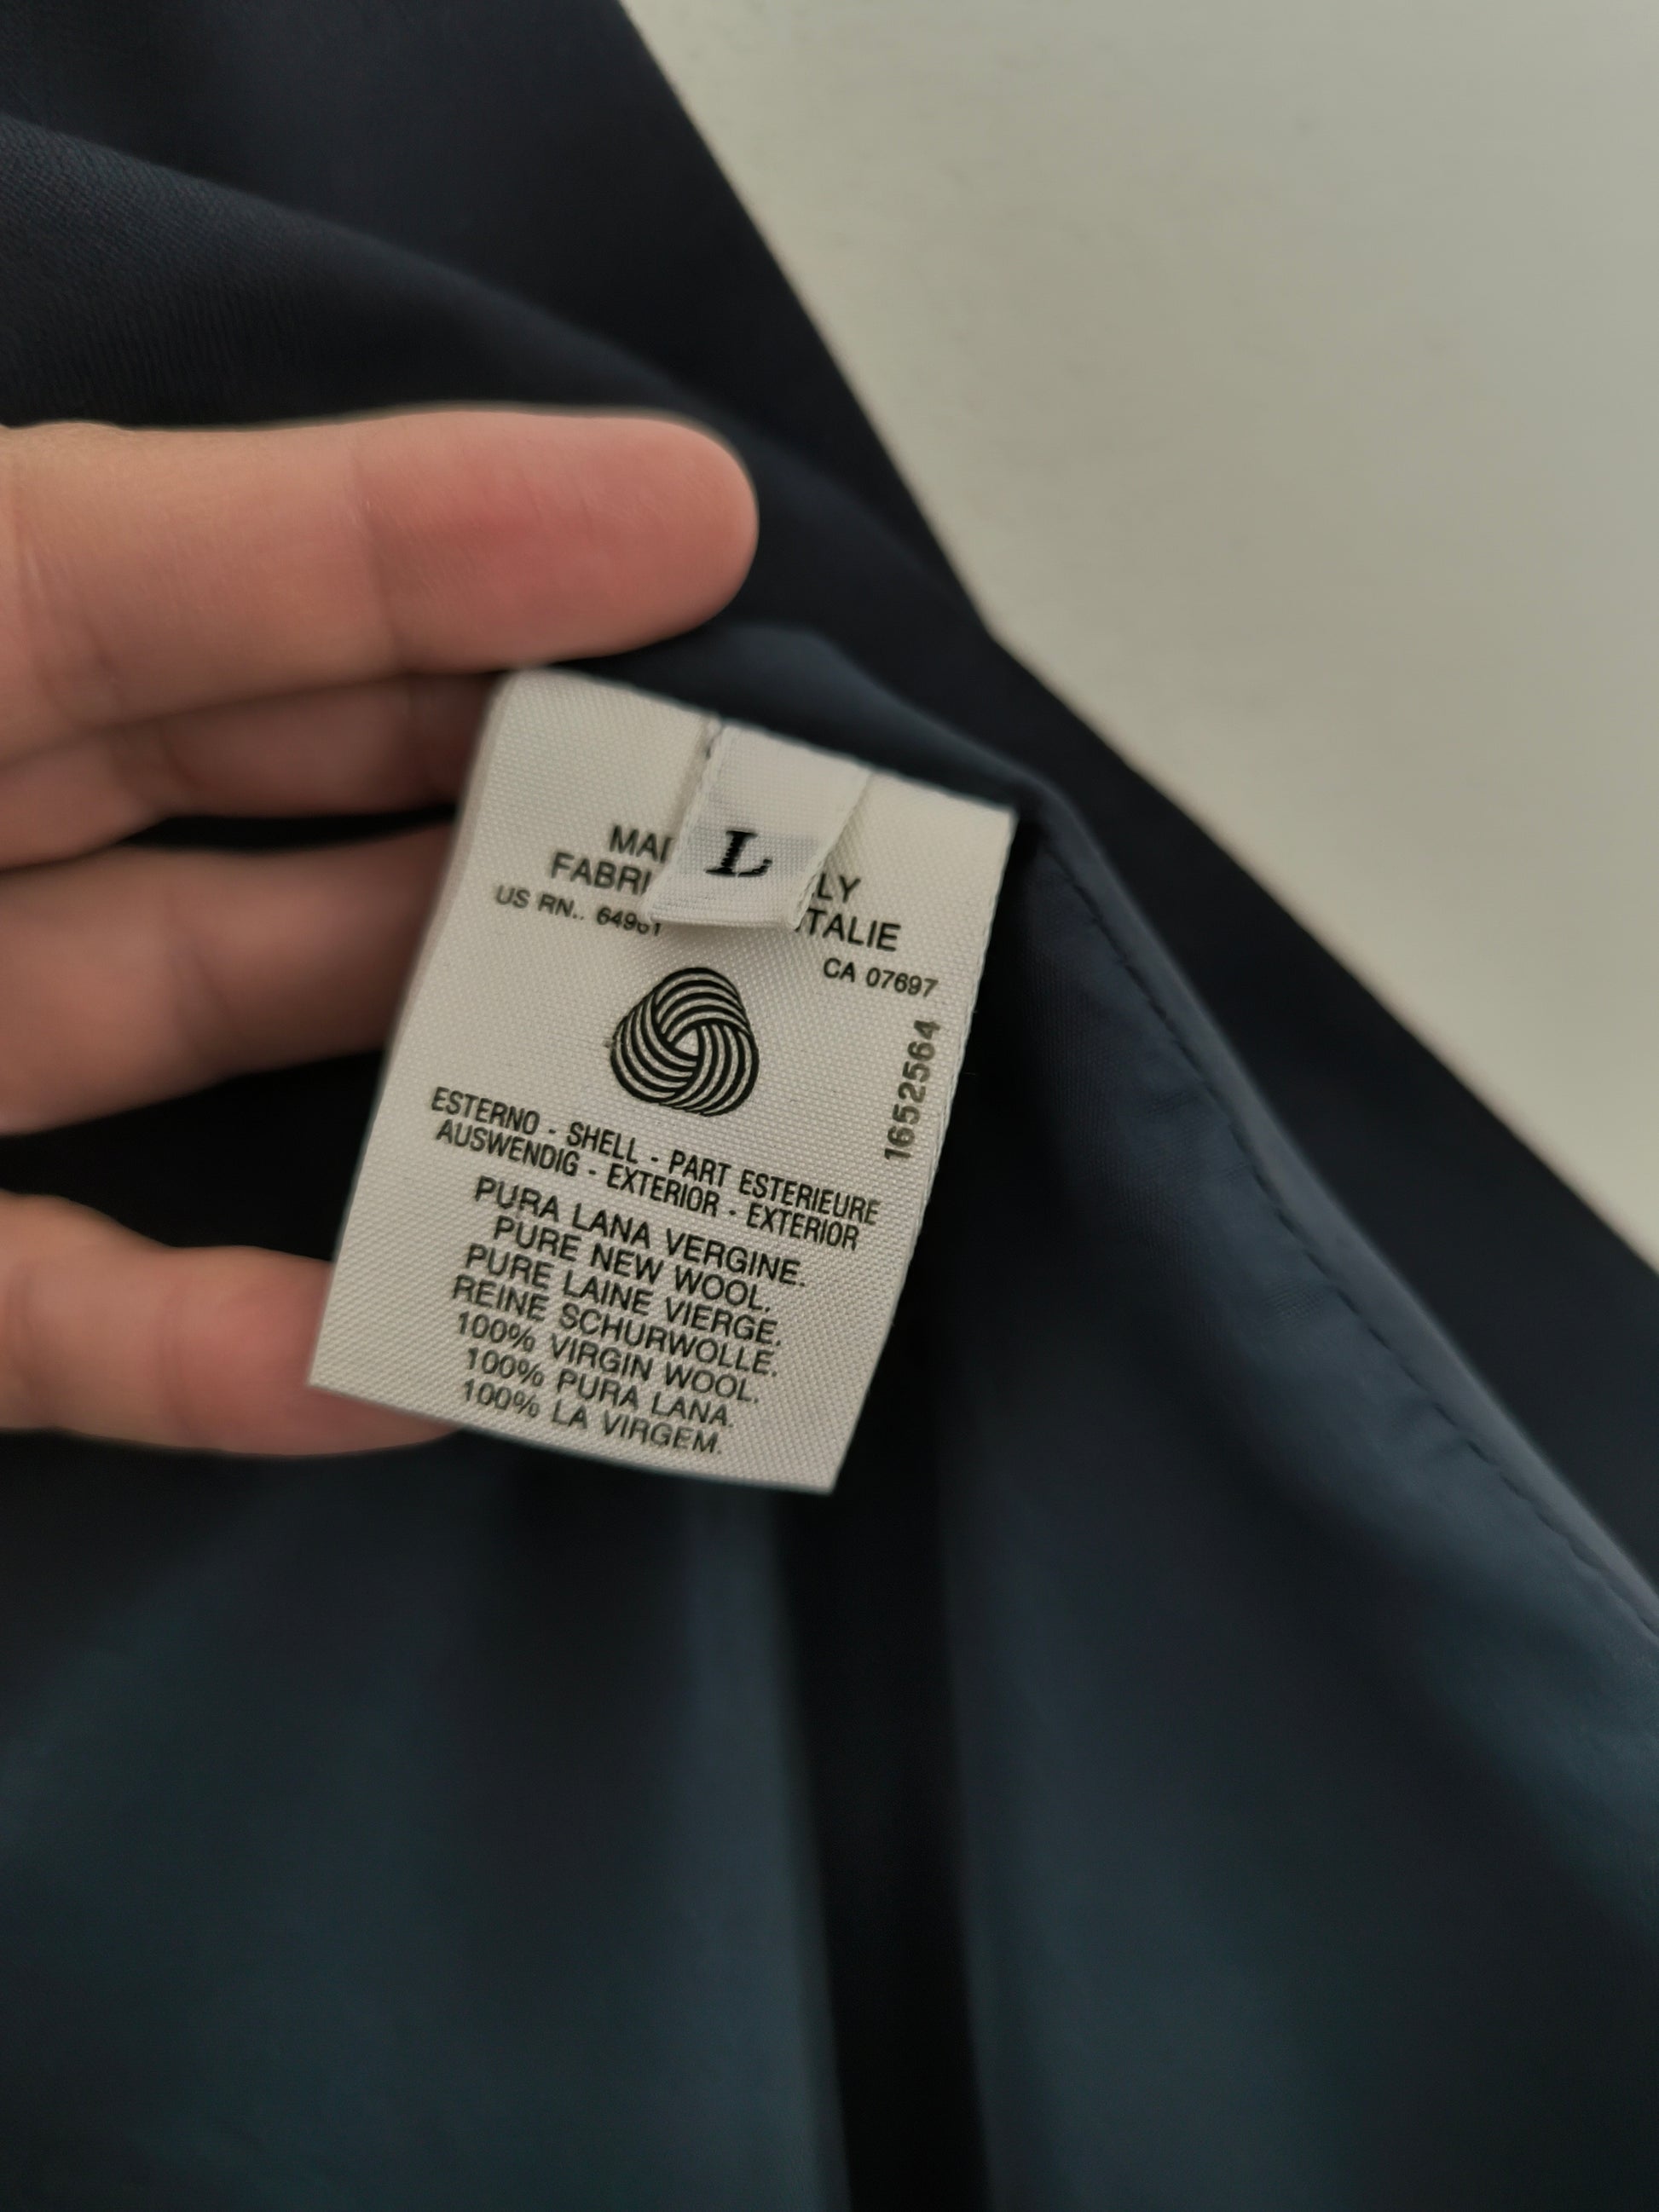 L
MAD LY
FABRI ITALIE
US RN.. 64961
CA 07697
1652564
ESTERNO - SHELL - PART ESTERIEURE
AUSWENDIG - EXTERIOR - EXTERIOR
PURA LANA VERGINE.
PURE NEW WOOL.
PURE LAINE VIERGE.
REINE SCHURWOLLE.
100% VIRGIN WOOL.
100% PURA LANA.
100% LA VIRGEM.